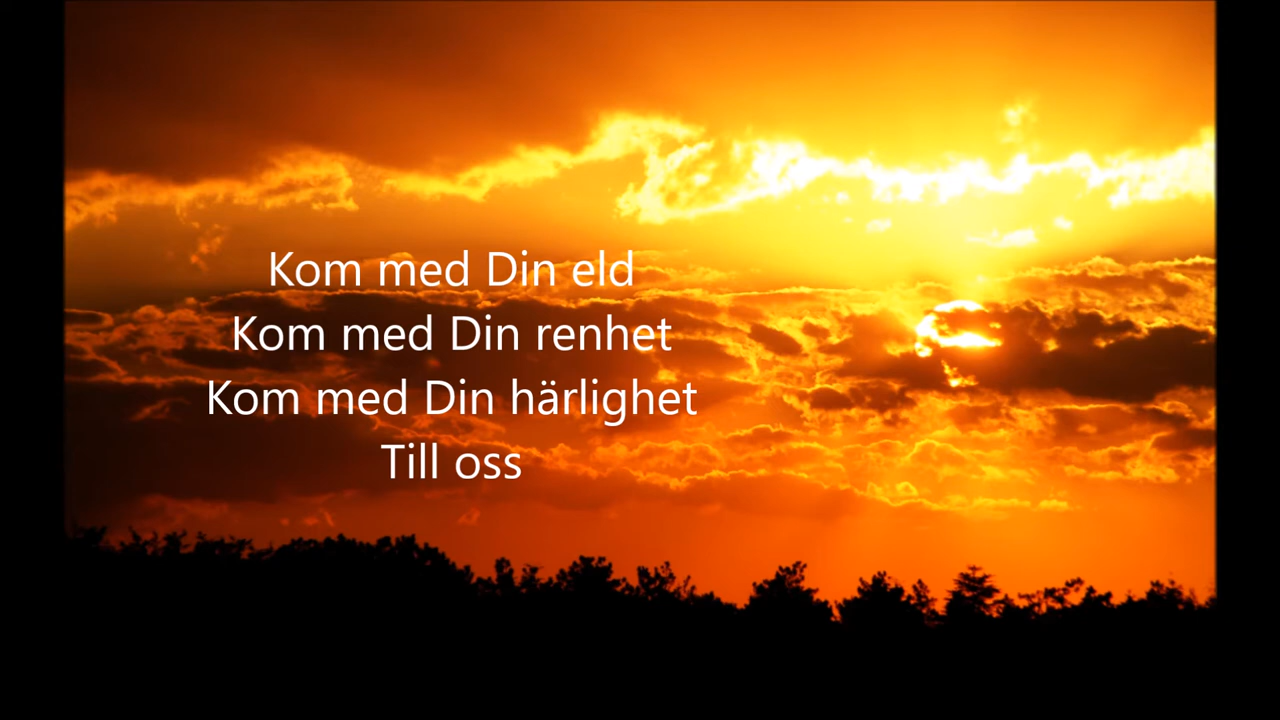 Kom med Din eld
Kom med Din renhet
Kom med Din härlighet
Till oss